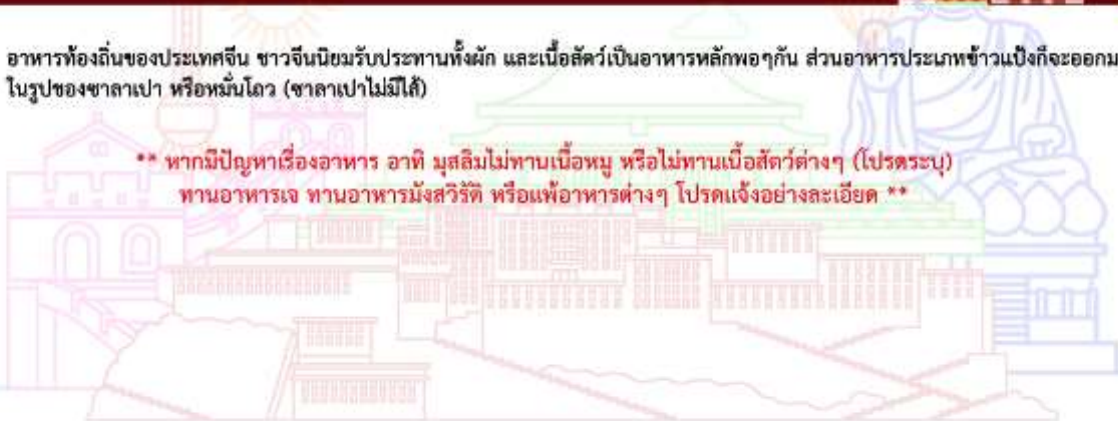 อาหารท้องถิ่นของประเทศจีน ชาวจีนนิยมรับประทานทั้งผัก และเนื้อสัตว์เป็นอาหารหลักพอๆกัน ส่วนอาหารประเภทข้าวแป้งก็จะออกม
ในรูปของซาลาเปา หรือหมั่นโถว (ซาลาเปาไม่มีไส้)
** หากมีปัญหาเรื่องอาหาร อาทิ มุสลิมไม่ทานเนื้อหมู หรือไม่ทานเนื้อสัตว์ต่างๆ (โปรดระบุ)
ทานอาหารเจ ทานอาหารมังสวิรัติ หรือแพ้อาหารต่างๆ โปรดแจ้งอย่างละเอียด **